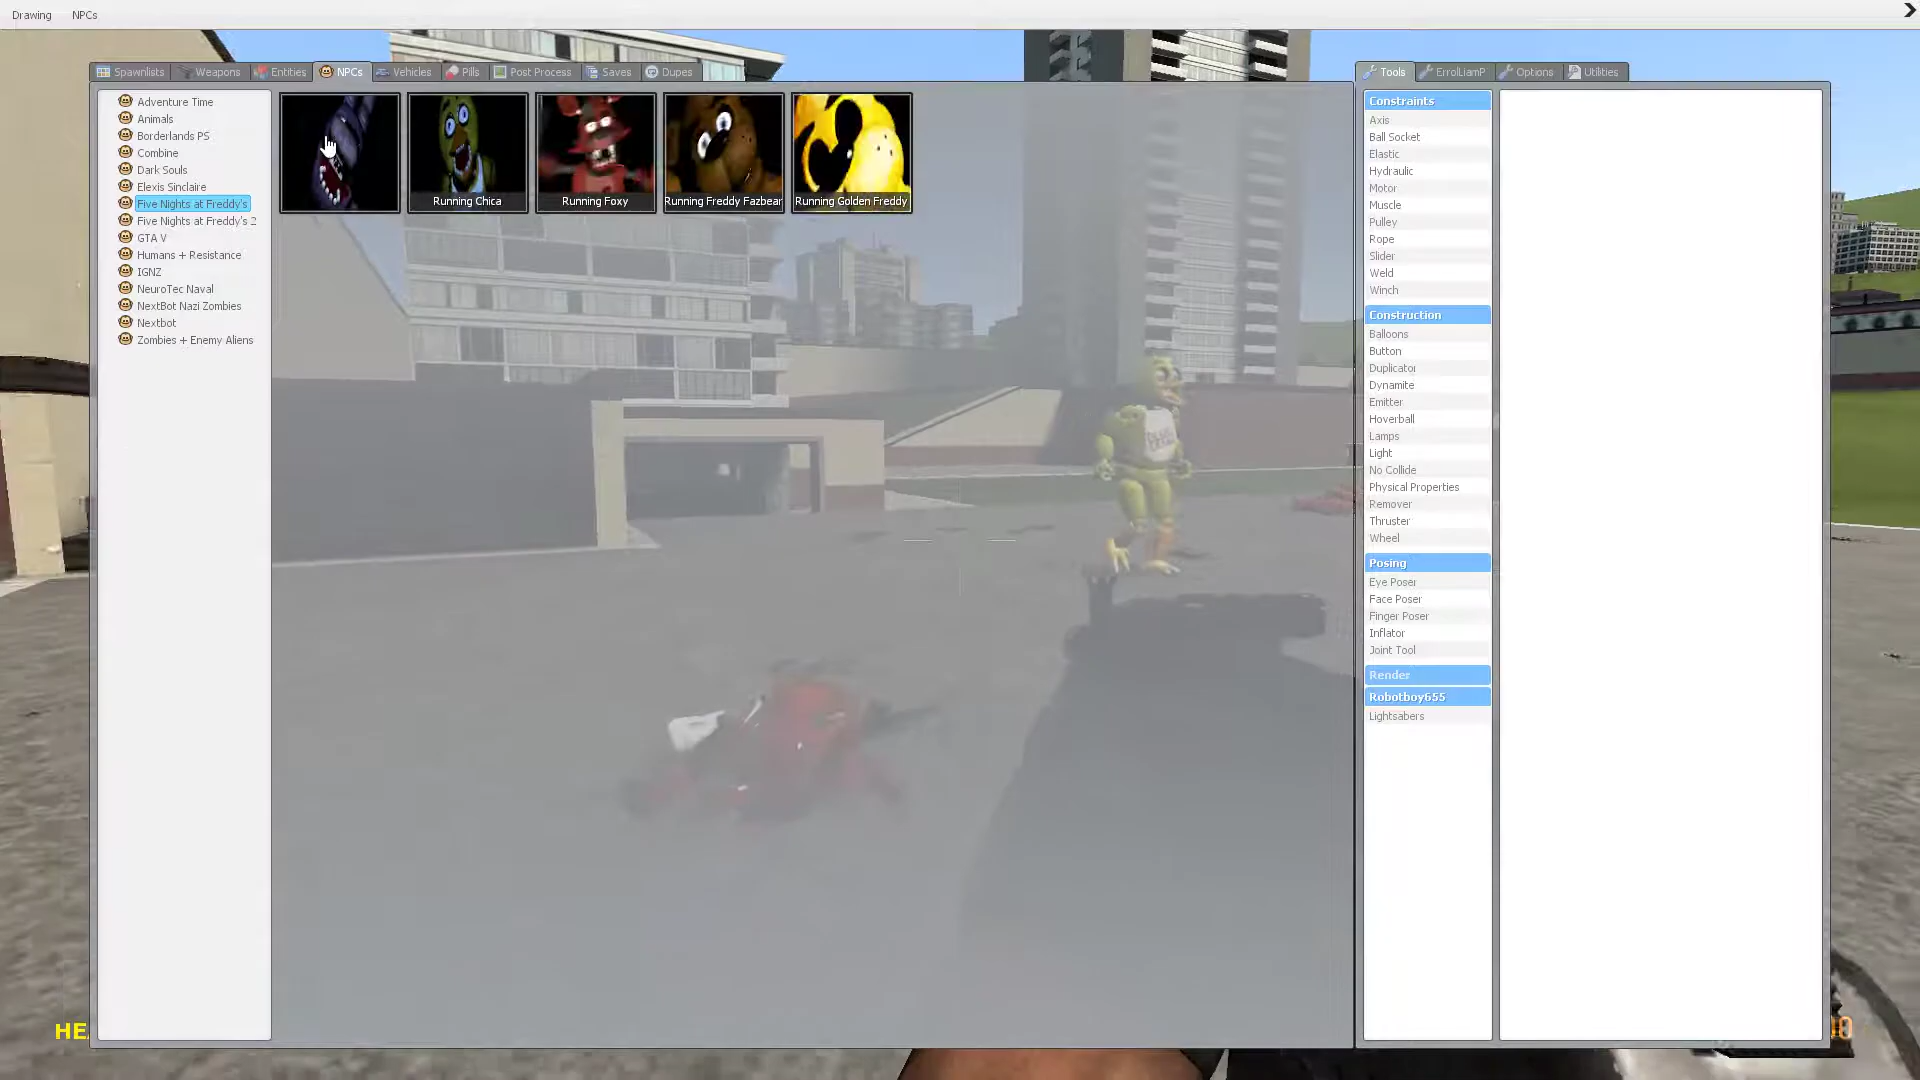 Drawing NPCs
Spawnlists Weapons Entities NPCs Vehicles Pills Post Process Saves Dupes
Tools ErrolLiamP Options Utilities
Adventure Time
Animals
Borderlands PS
Combine
Dark Souls
Elexis Sinclaire
Five Nights at Freddy's
Five Nights at Freddy's 2
GTA V
Humans + Resistance
IGNZ
NeuroTec Naval
NextBot Nazi Zombies
Nextbot
Zombies + Enemy Aliens
Running Chica
Running Foxy
Running Freddy Fazbear
Running Golden Freddy
Constraints
Axis
Ball Socket
Elastic
Hydraulic
Motor
Muscle
Pulley
Rope
Slider
Weld
Winch
Construction
Balloons
Button
Duplicator
Dynamite
Emitter
Hoverball
Lamps
Light
No Collide
Physical Properties
Remover
Thruster
Wheel
Posing
Eye Poser
Face Poser
Finger Poser
Inflator
Joint Tool
Render
Robotboy655
Lightsabers
HE